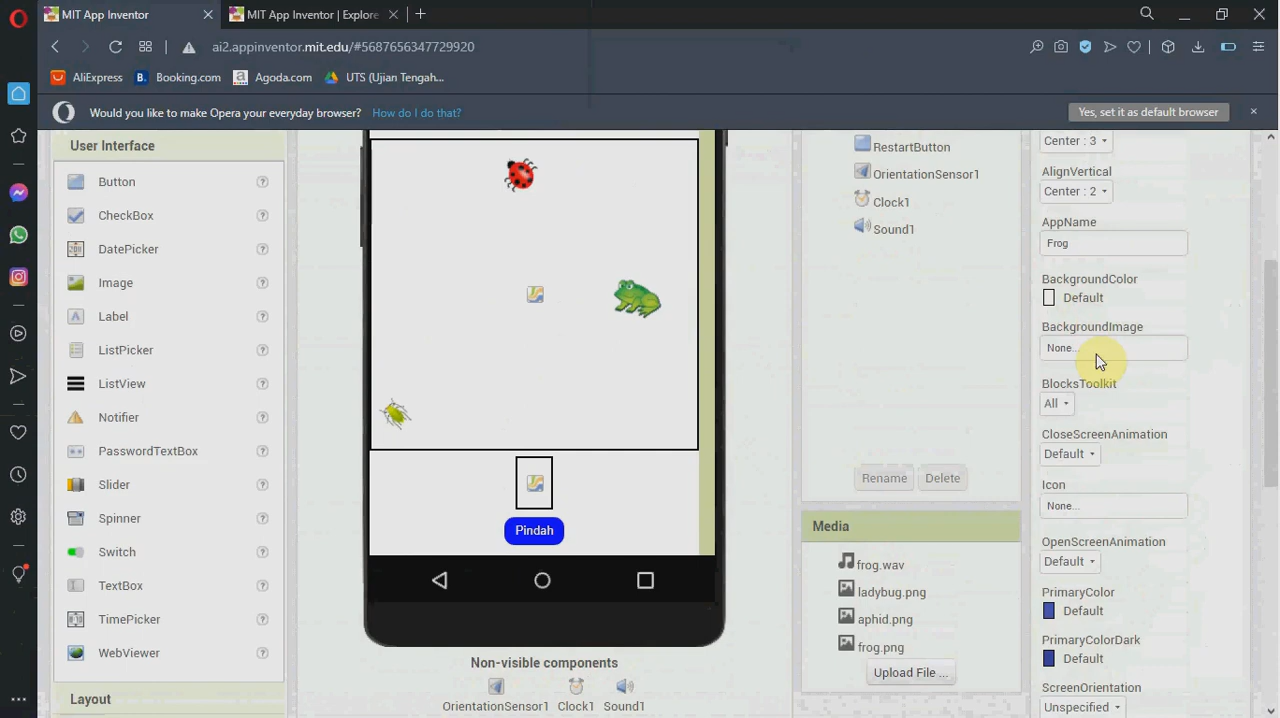 MIT App Inventor
MIT App Inventor | Explore
ai2.appinventor.mit.edu/#5687656347729920
AliExpress
B. Booking.com
a Agoda.com
UTS (Ujian Tengah...
Would you like to make Opera your everyday browser? How do I do that?
Yes, set it as default browser
User Interface
Button ?
CheckBox ?
DatePicker ?
Image ?
Label ?
ListPicker ?
ListView ?
Notifier ?
PasswordTextBox ?
Slider ?
Spinner ?
Switch ?
TextBox ?
TimePicker ?
WebViewer ?
Layout
Pindah
Non-visible components
OrientationSensor1 Clock1 Sound1
RestartButton
OrientationSensor1
Clock1
Sound1
Rename Delete
Media
frog.wav
ladybug.png
aphid.png
frog.png
Upload File ...
Center : 3
AlignVertical
Center : 2
AppName
Frog
BackgroundColor
Default
BackgroundImage
None...
BlocksToolkit
All
CloseScreenAnimation
Default
Icon
None...
OpenScreenAnimation
Default
PrimaryColor
Default
PrimaryColorDark
Default
ScreenOrientation
Unspecified